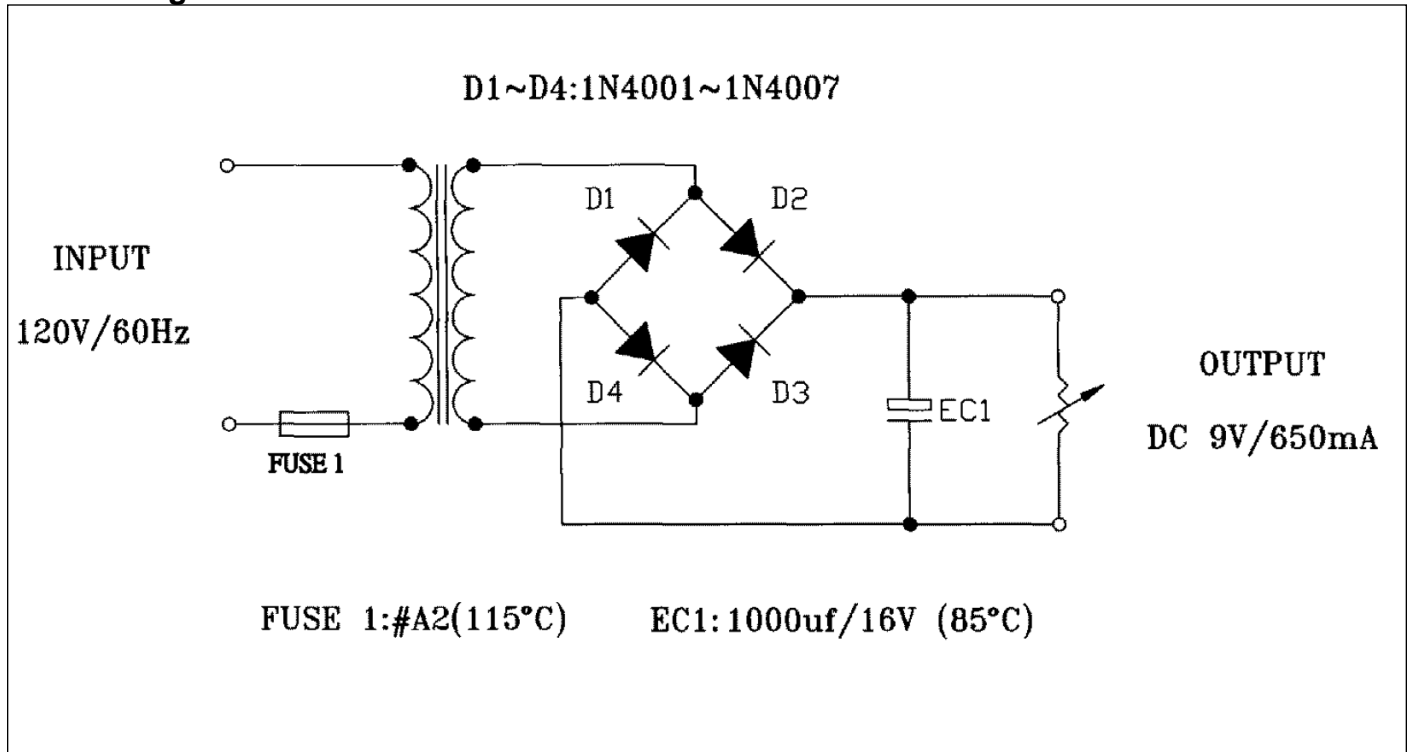 D1~D4:1N4001~1N4007
D1
D2
INPUT
120V/60Hz
D4
D3
EC1
OUTPUT
DC 9V/650mA
FUSE 1
FUSE 1:#A2(115°C)
EC1:1000uf/16V (85°C)